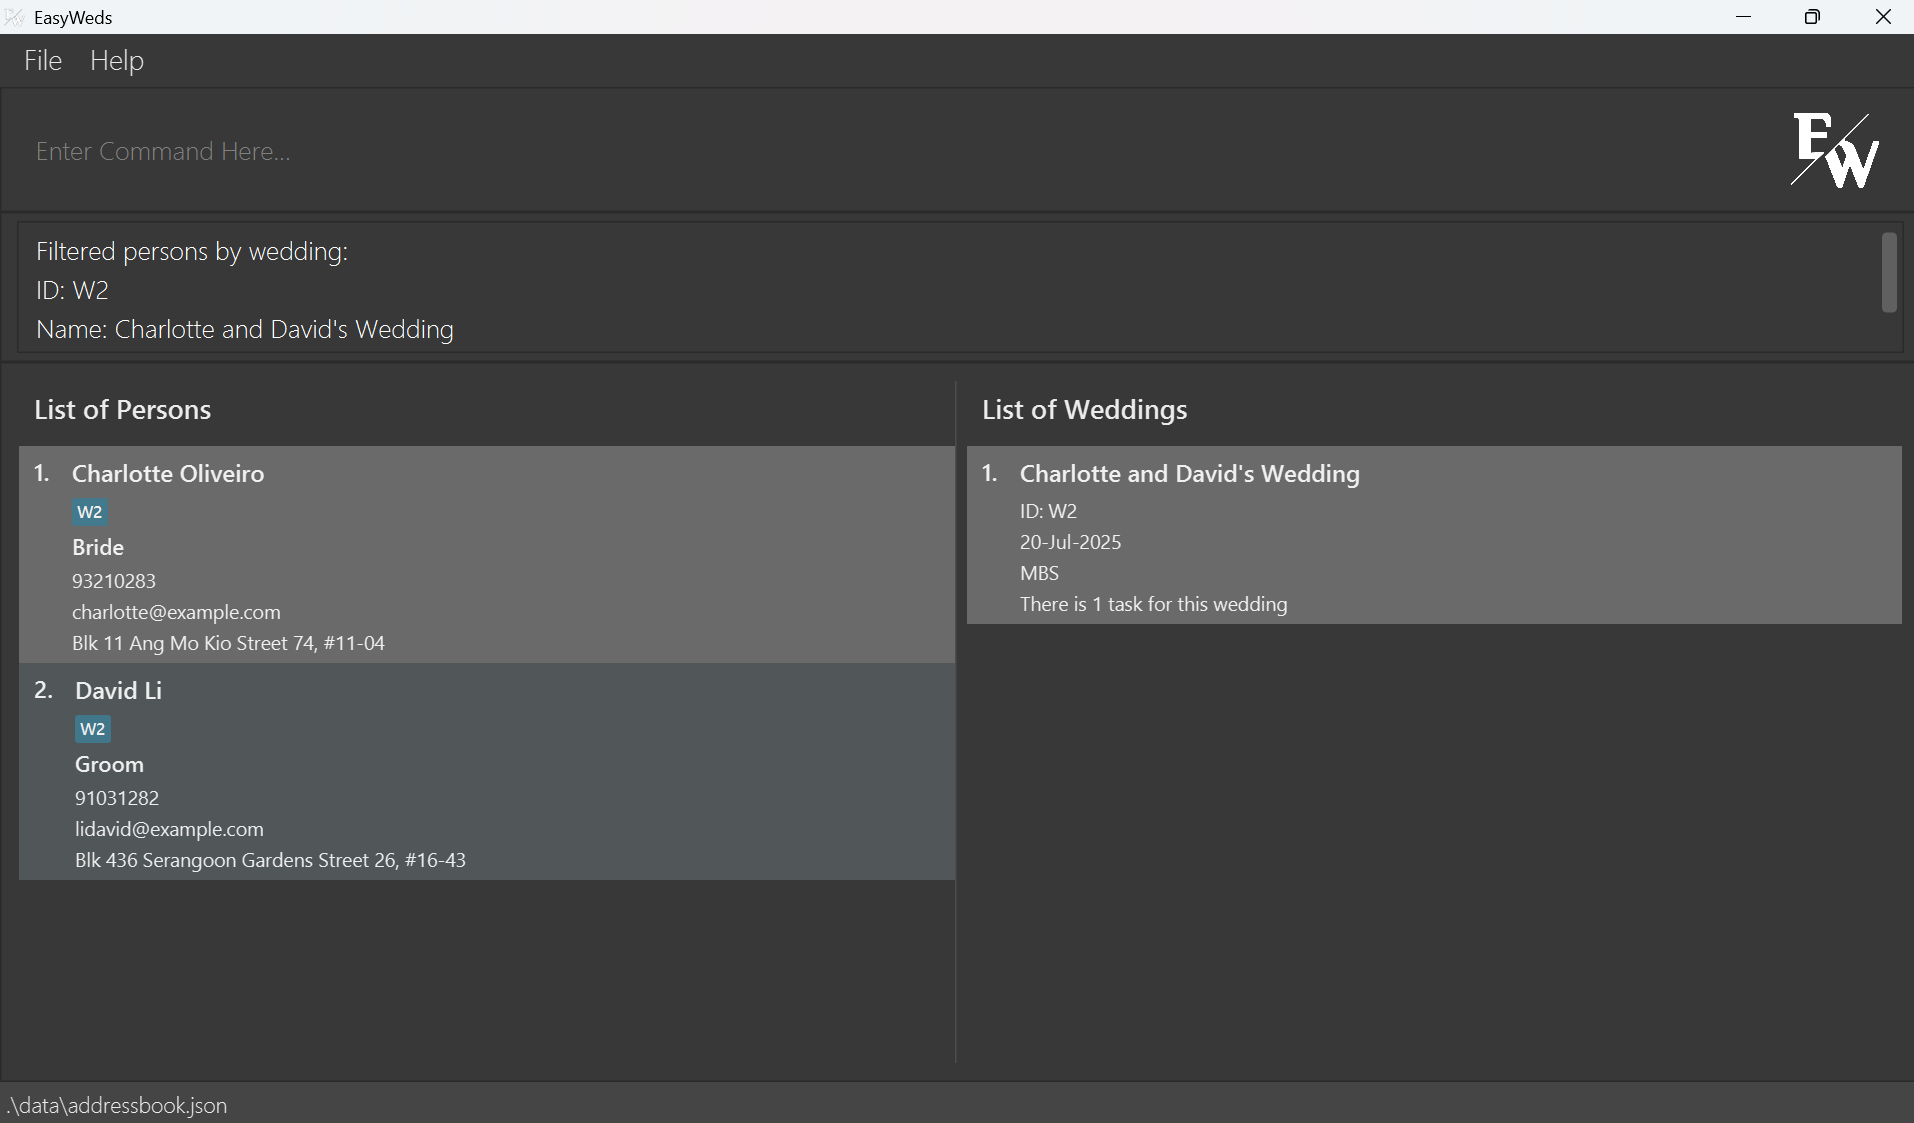 EasyWeds
File Help
Enter Command Here...
EW
Filtered persons by wedding:
ID: W2
Name: Charlotte and David's Wedding
List of Persons
1. Charlotte Oliveiro
W2
Bride
93210283
charlotte@example.com
Blk 11 Ang Mo Kio Street 74, #11-04
2. David Li
W2
Groom
91031282
lidavid@example.com
Blk 436 Serangoon Gardens Street 26, #16-43
List of Weddings
1. Charlotte and David's Wedding
ID: W2
20-Jul-2025
MBS
There is 1 task for this wedding
.\data\addressbook.json